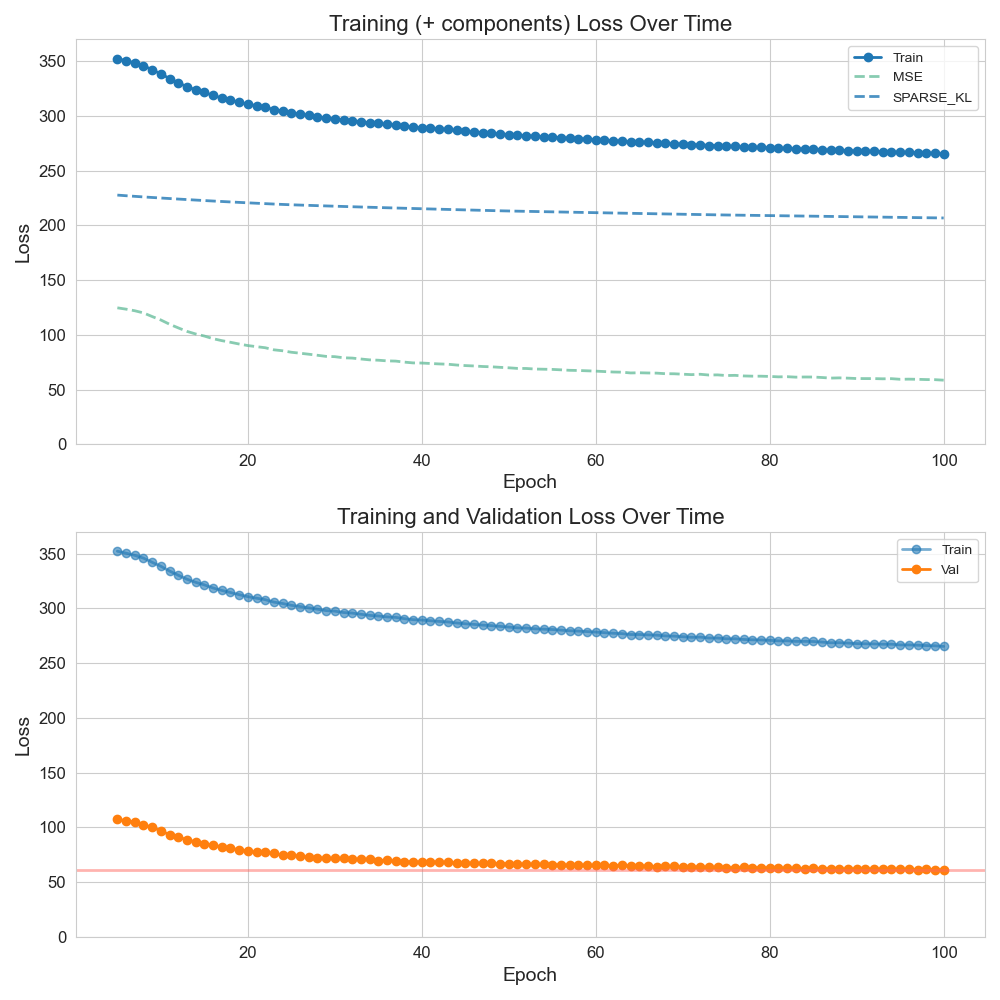 Training (+ components) Loss Over Time
350
300
250
200
150
100
50
0
Loss
Train
MSE
SPARSE_KL
20 40 60 80 100
Epoch
Training and Validation Loss Over Time
350
300
250
200
150
100
50
0
Loss
Train
Val
20 40 60 80 100
Epoch